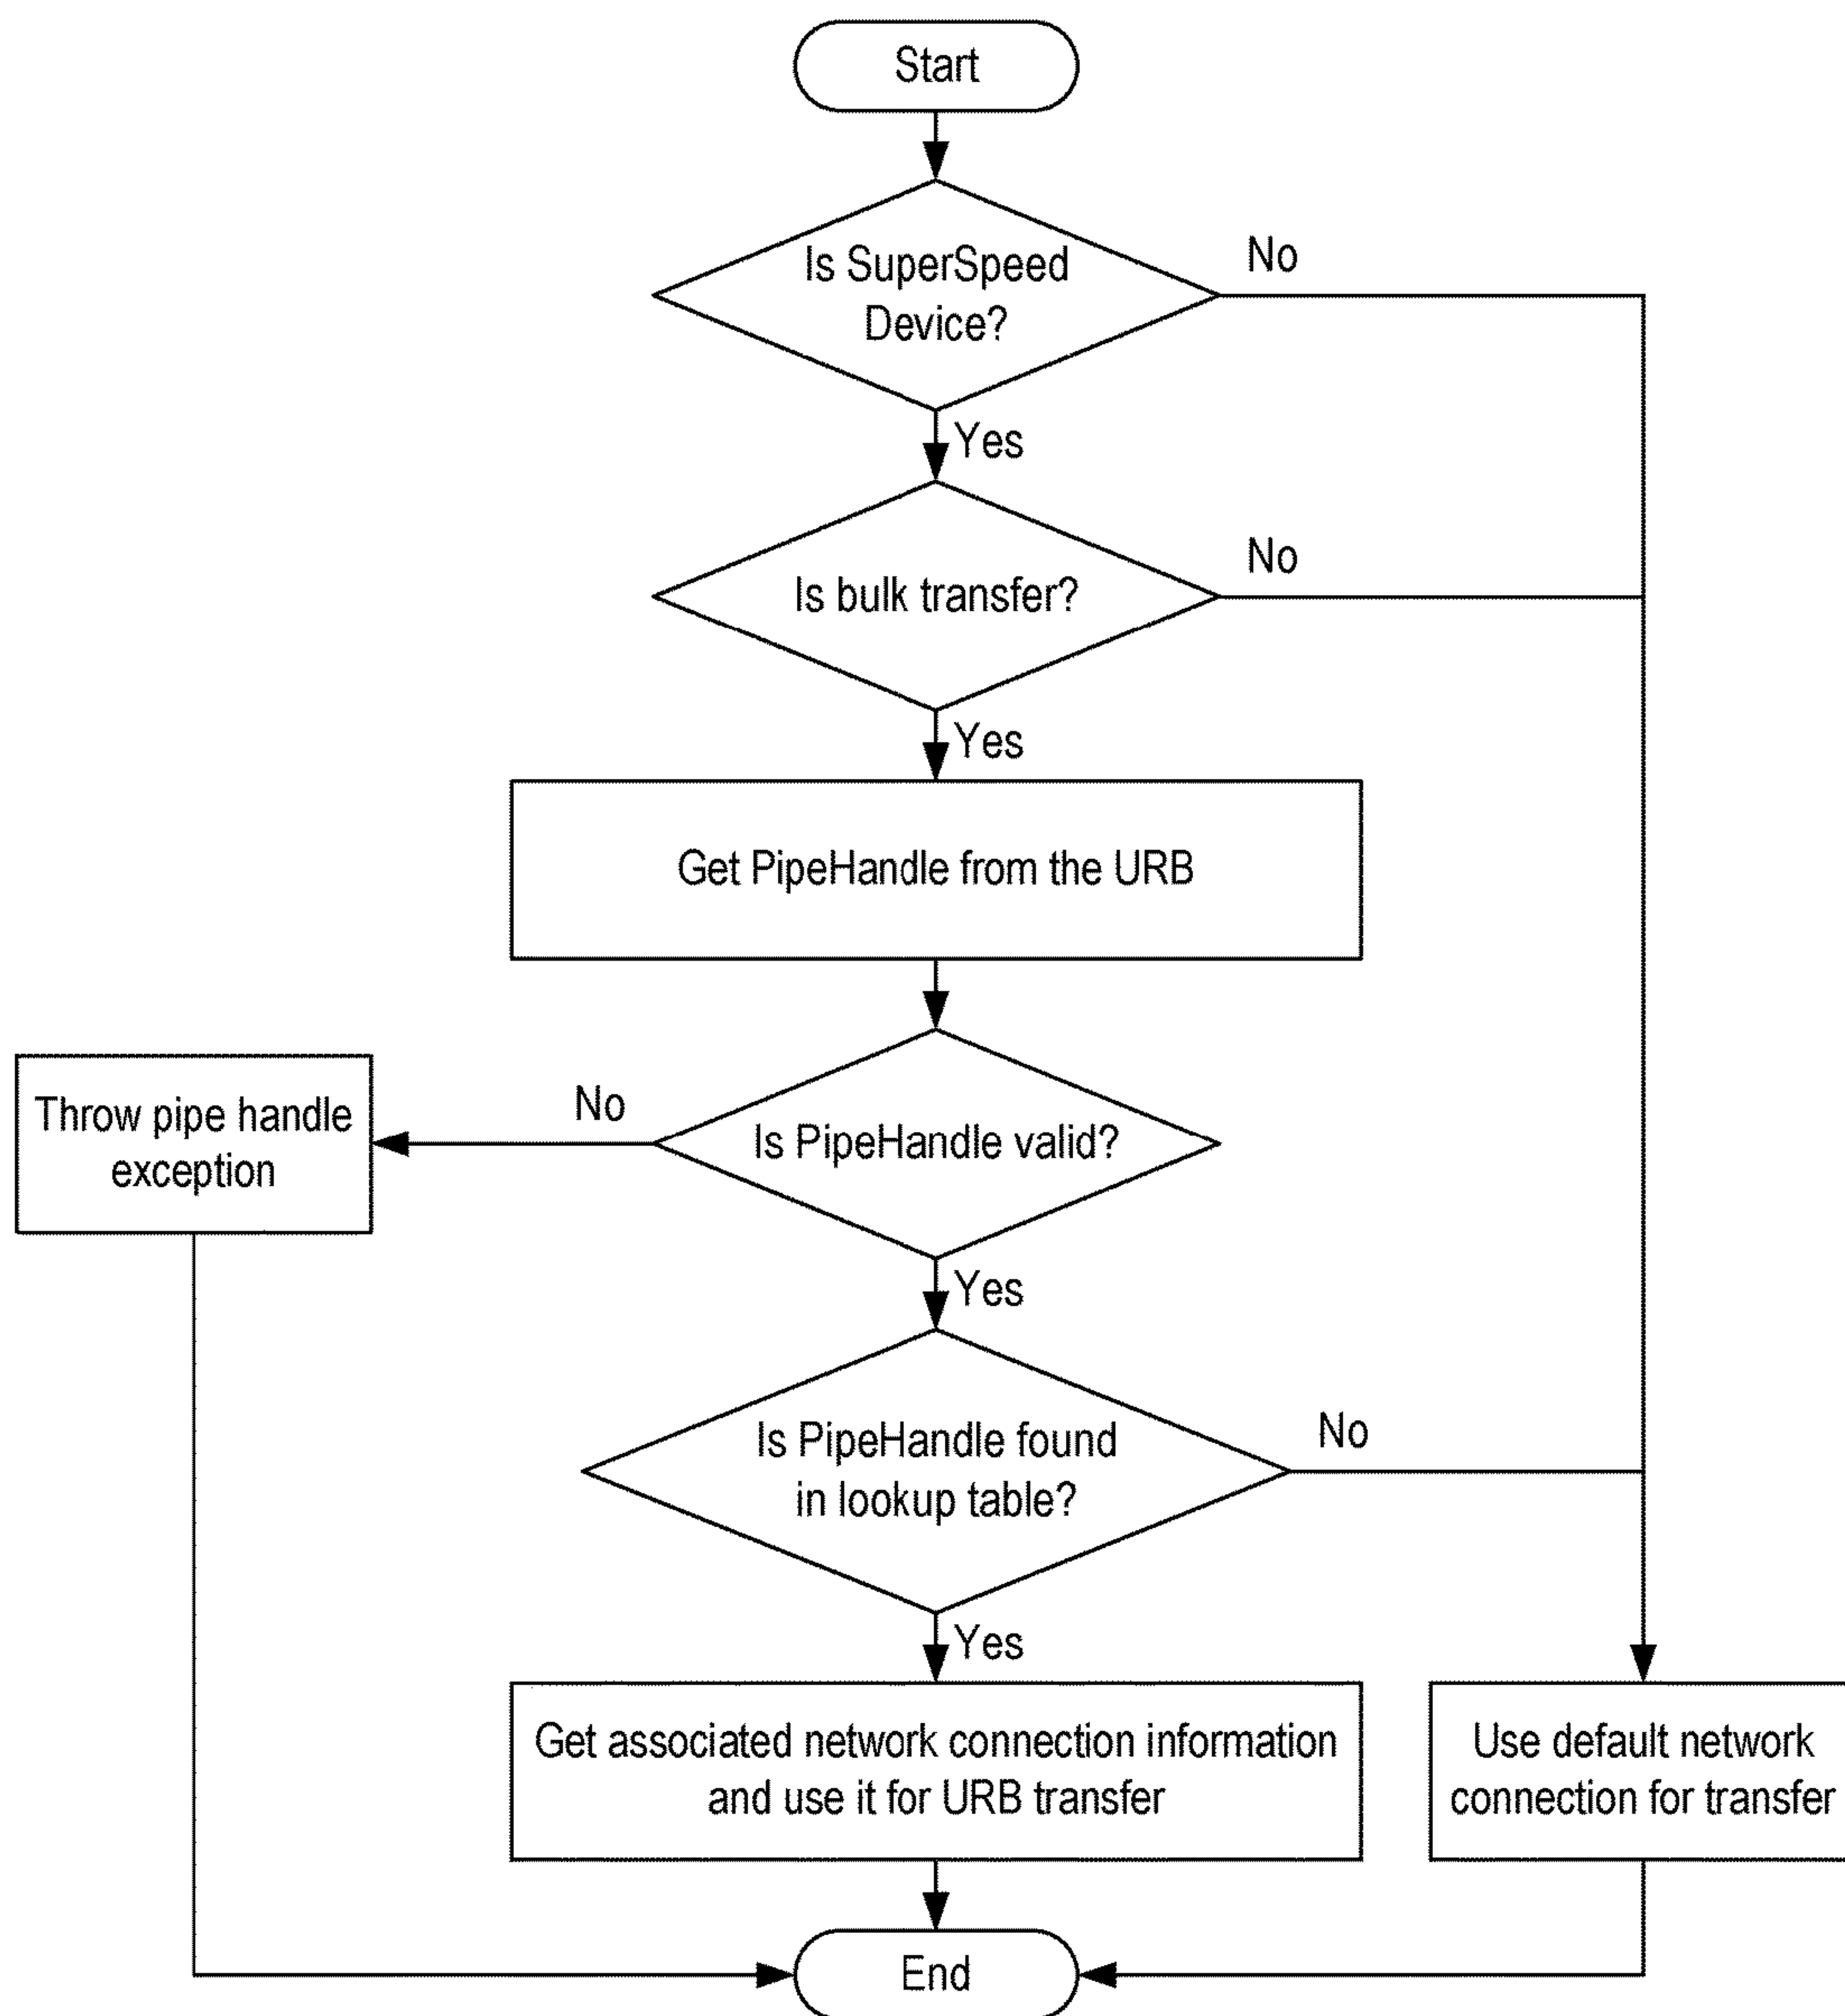 Start
Is SuperSpeed
Device?
No
Yes
Is bulk transfer?
No
Yes
Get PipeHandle from the URB
Throw pipe handle
exception
No
Is PipeHandle valid?
Yes
Is PipeHandle found
in lookup table?
No
Yes
Get associated network connection information
and use it for URB transfer
Use default network
connection for transfer
End